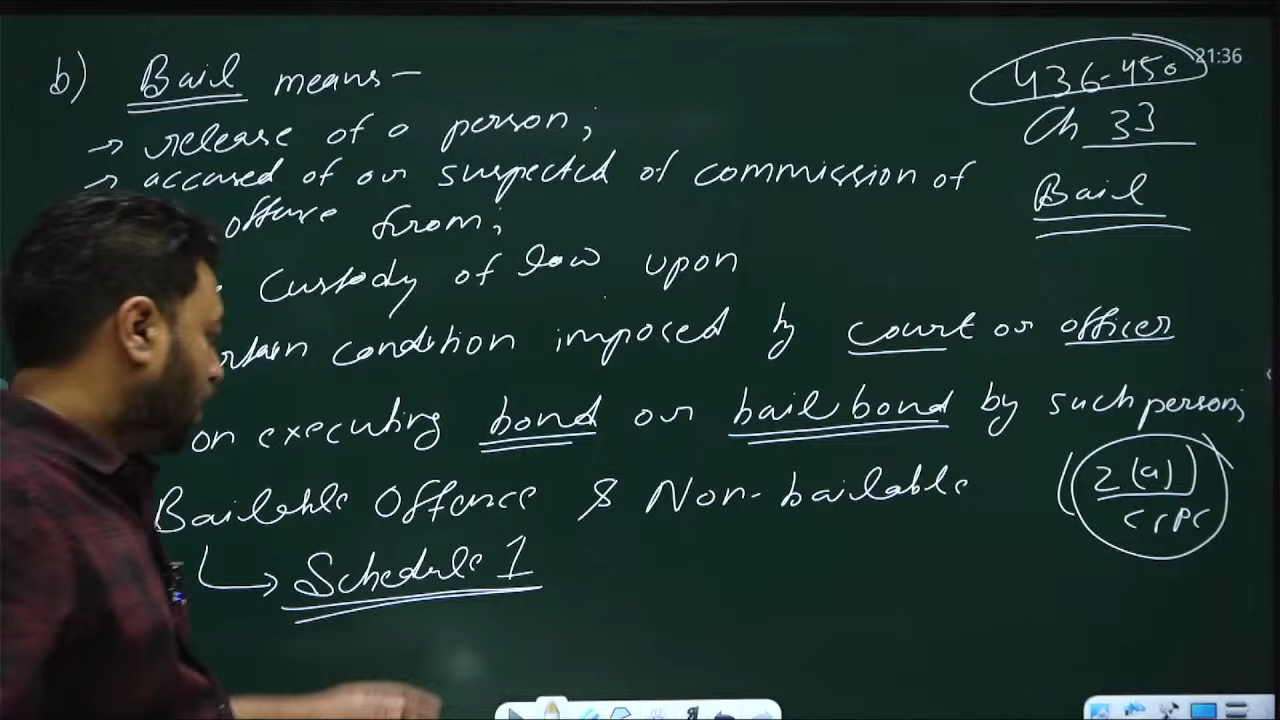 21:36
b) Bail means-
436-450
Ch 33
Bail
→ release of a person;
→ accused of or suspected of commission of
offence from;
custody of law upon
condition imposed by court or officer
on executing bond or bail bond by such person;
Bailable Offence & Non-bailable
(2(a)
CrPC
↳ Schedule 1